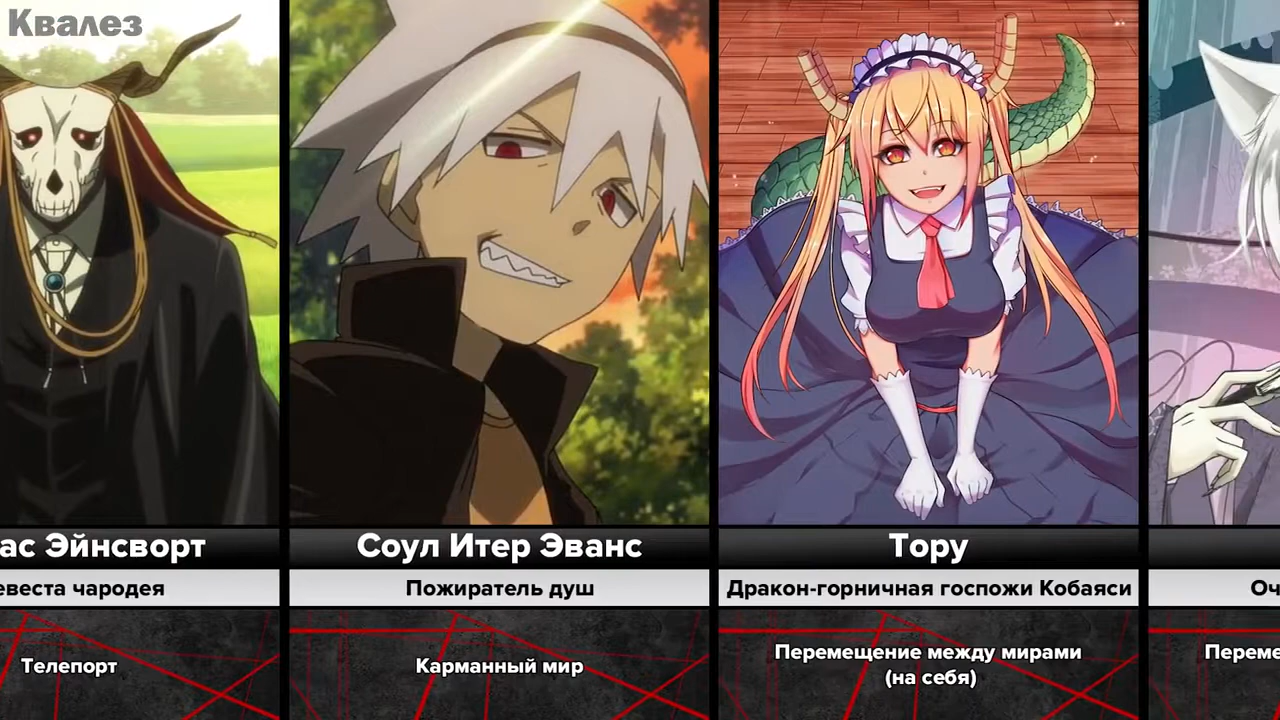 Квалез
ас Эйнсворт
евеста чародея
Телепорт
Соул Итер Эванс
Пожиратель душ
Карманный мир
Тору
Дракон-горничная госпожи Кобаяси
Перемещение между мирами
(на себя)
Оч
Переме